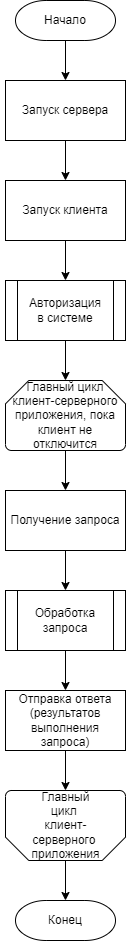 Начало
Запуск сервера
Запуск клиента
Авторизация
в системе
Главный цикл
клиент-серверного
приложения, пока
клиент не
отключится
Получение запроса
Обработка
запроса
Отправка ответа
(результатов
выполнения
запроса)
Главный
цикл
клиент-
серверного
приложения
Конец